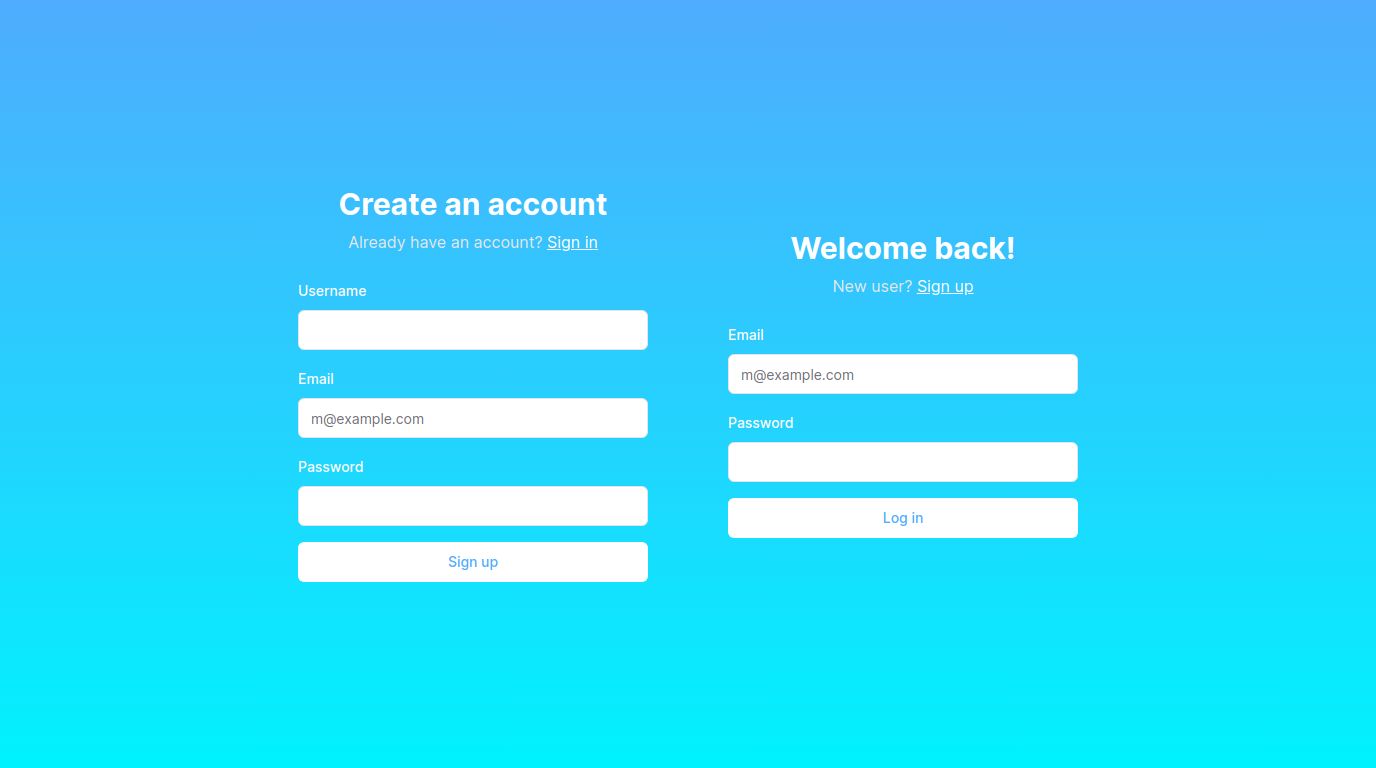 Create an account
Already have an account? Sign in
Username
Email
m@example.com
Password
Sign up
Welcome back!
New user? Sign up
Email
m@example.com
Password
Log in